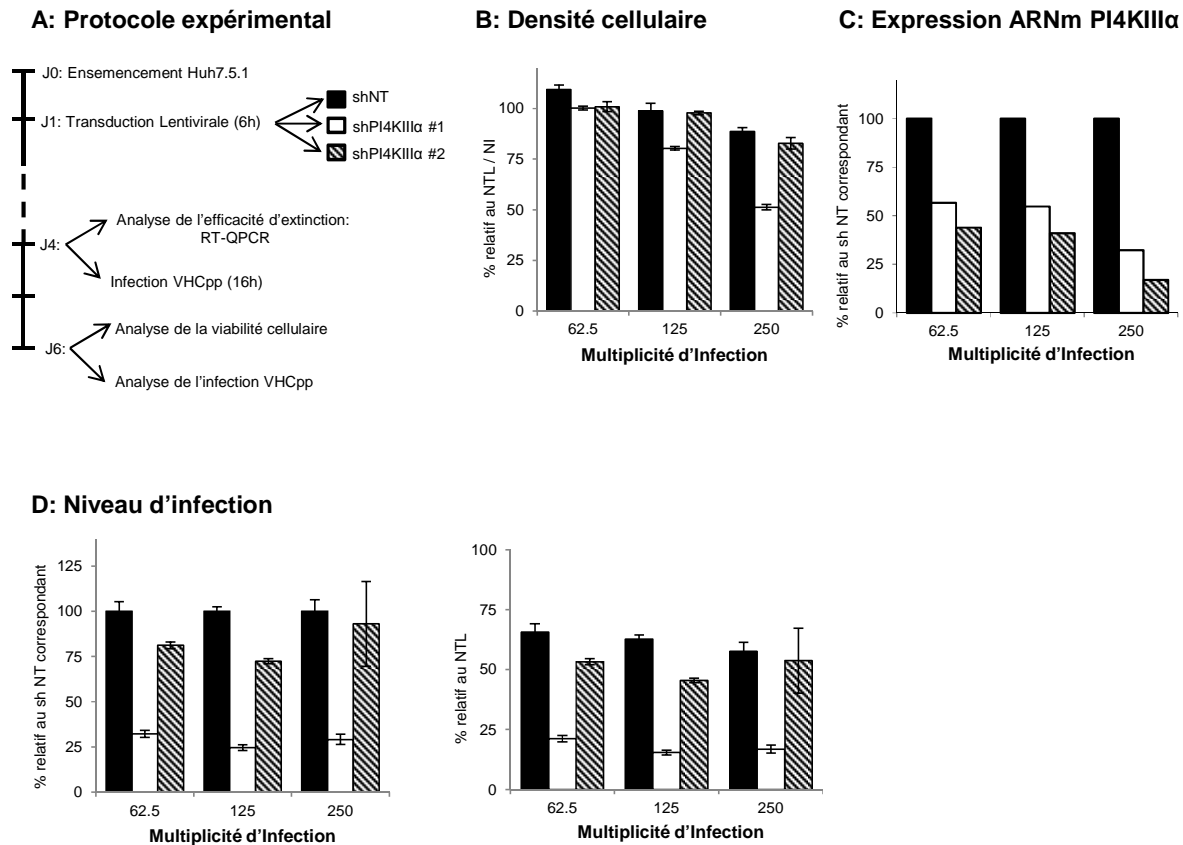 A: Protocole expérimental
J0: Ensemencement Huh7.5.1
J1: Transduction Lentivirale (6h)
shNT
shPI4KIIIα #1
shPI4KIIIα #2
J4:
Analyse de l'efficacité d'extinction:
RT-QPCR
Infection VHCpp (16h)
J6:
Analyse de la viabilité cellulaire
Analyse de l'infection VHCpp
B: Densité cellulaire
% relatif au NTL / NI
100
75
50
25
0
62.5 125 250
Multiplicité d'Infection
C: Expression ARNm PI4KIIIα
% relatif au sh NT correspondant
100
75
50
25
0
62.5 125 250
Multiplicité d'Infection
D: Niveau d'infection
% relatif au sh NT correspondant
125
100
75
50
25
0
62.5 125 250
Multiplicité d'Infection
% relatif au NTL
100
75
50
25
0
62.5 125 250
Multiplicité d'Infection